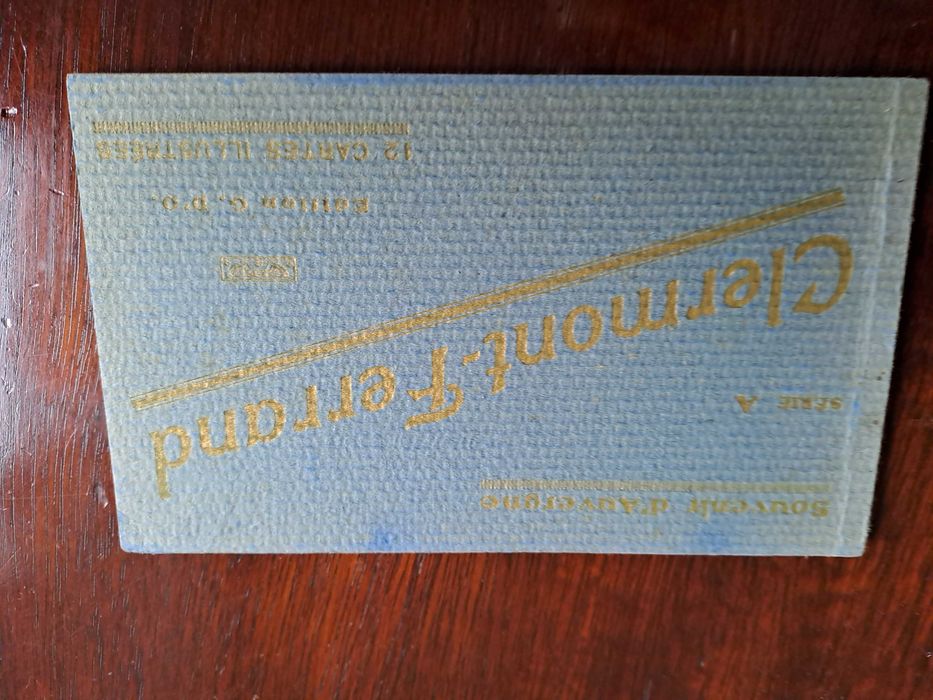 Souvenir d'Auvergne
SÉRIE A
Clermont-Ferrand
Edition G. D'O.
12 CARTES ILLUSTRÉES